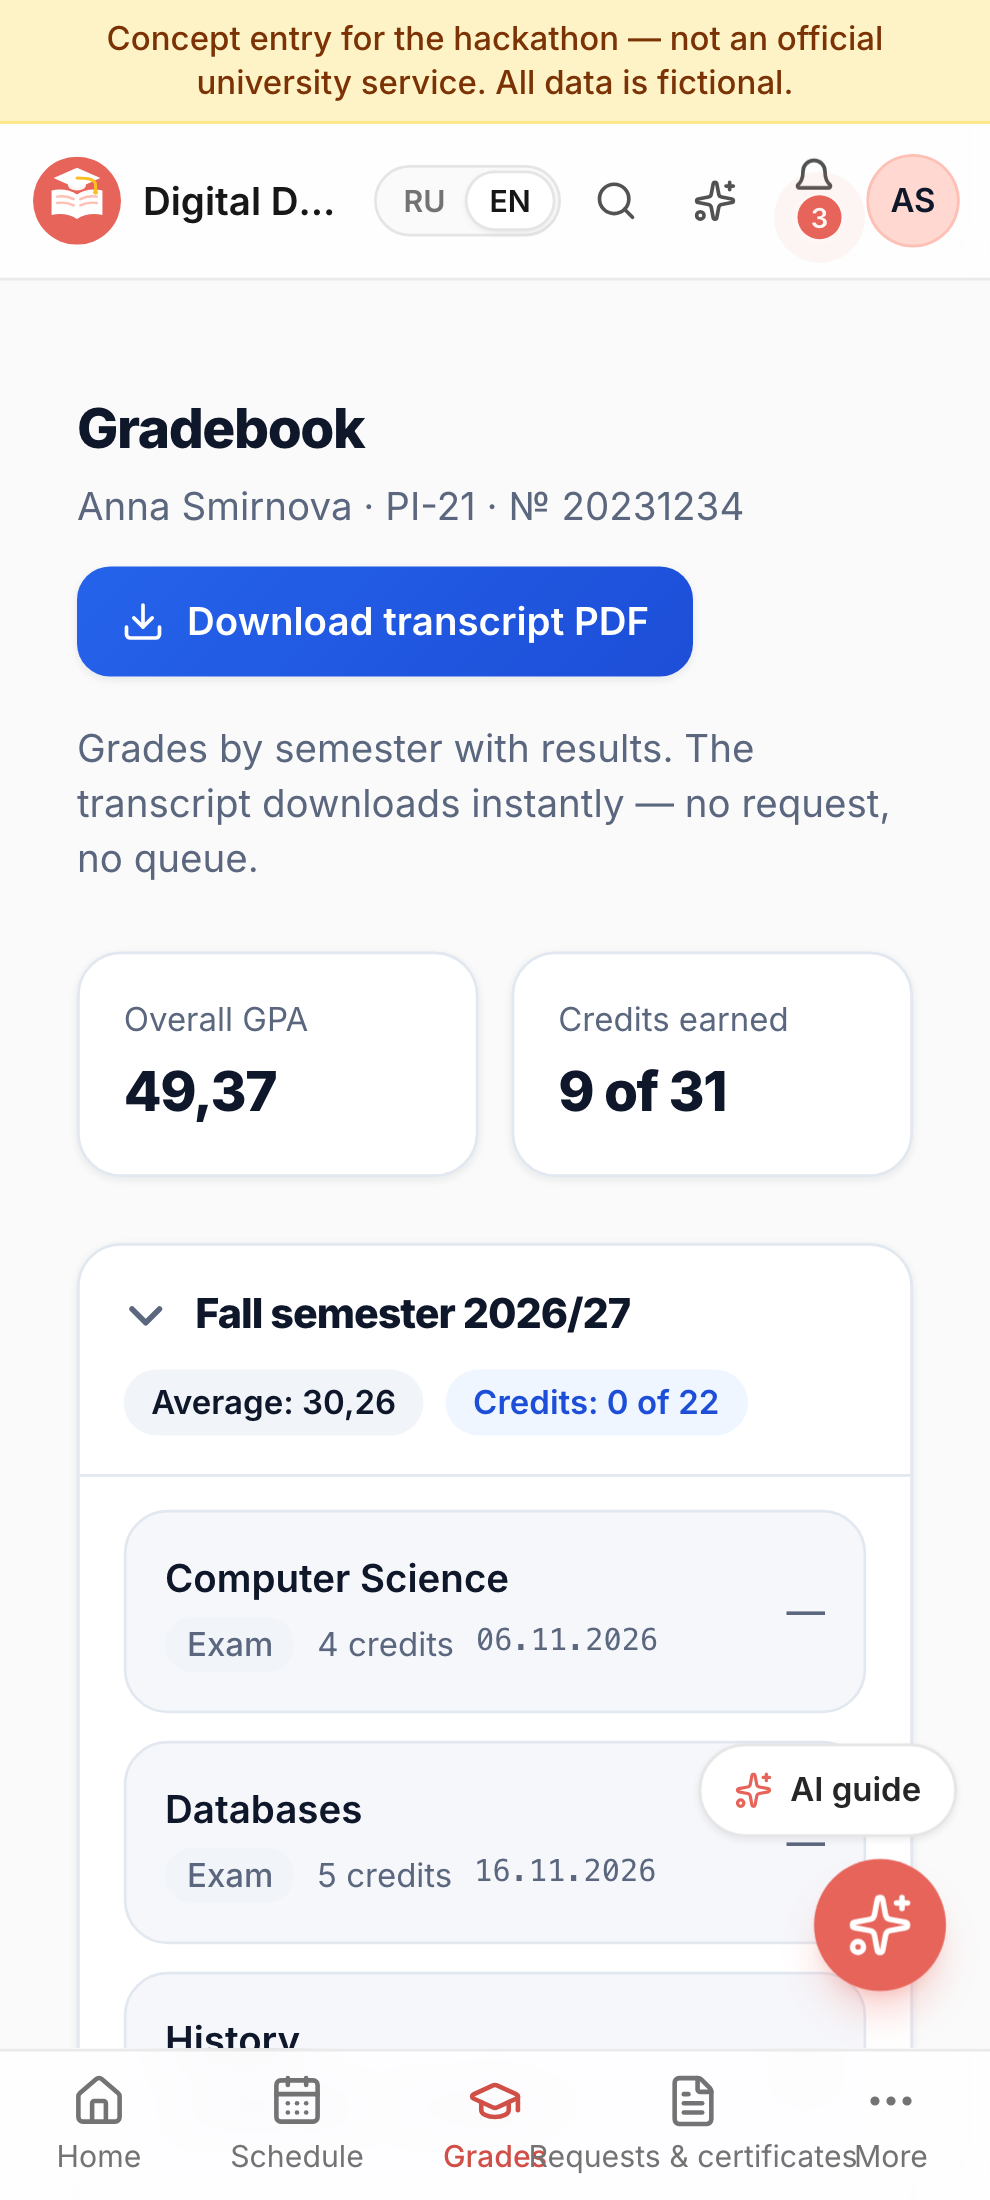 Concept entry for the hackathon — not an official
university service. All data is fictional.
Digital D...
RU
EN
3
AS
Gradebook
Anna Smirnova · PI-21 · № 20231234
Download transcript PDF
Grades by semester with results. The
transcript downloads instantly — no request,
no queue.
Overall GPA
49,37
Credits earned
9 of 31
Fall semester 2026/27
Average: 30,26
Credits: 0 of 22
Computer Science
Exam 4 credits 06.11.2026
—
Databases
Exam 5 credits 16.11.2026
—
AI guide
History
Home
Schedule
Grades
Requests & certificates
More